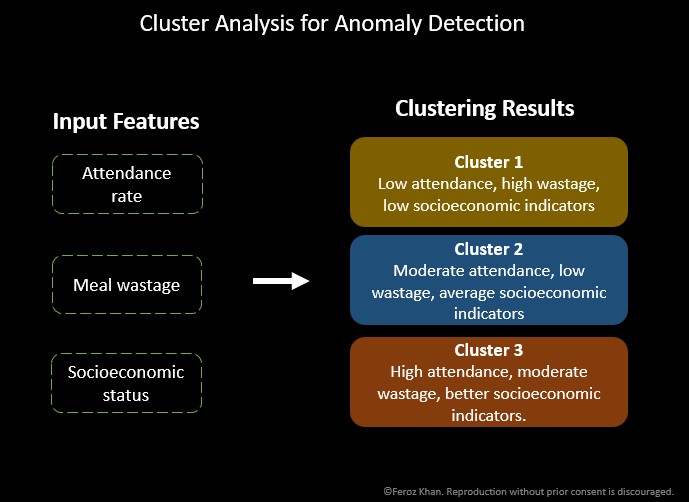 Cluster Analysis for Anomaly Detection
Input Features
Attendance
rate
Meal wastage
Socioeconomic
status
Clustering Results
Cluster 1
Low attendance, high wastage,
low socioeconomic indicators
Cluster 2
Moderate attendance, low
wastage, average socioeconomic
indicators
Cluster 3
High attendance, moderate
wastage, better socioeconomic
indicators.
©Feroz Khan. Reproduction without prior consent is discouraged.